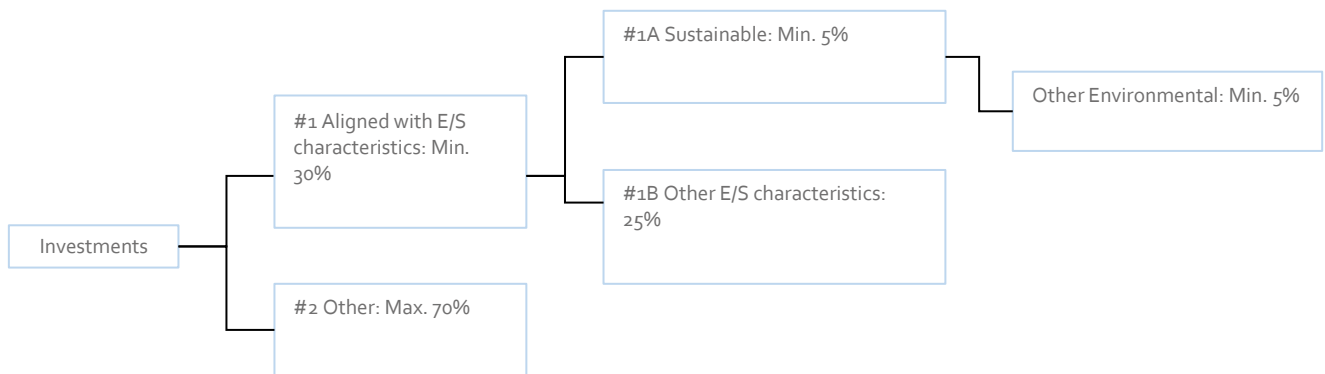 #1A Sustainable: Min. 5%
Other Environmental: Min. 5%
#1 Aligned with E/S
characteristics: Min.
30%
#1B Other E/S characteristics:
25%
Investments
#2 Other: Max. 70%